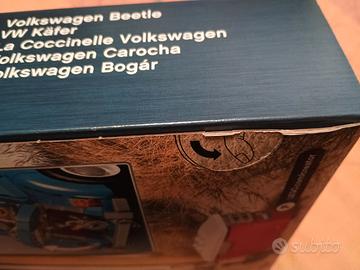 Volkswagen Beetle
VW Käfer
La Coccinelle Volkswagen
Volkswagen Carocha
Volkswagen Bogár
subito